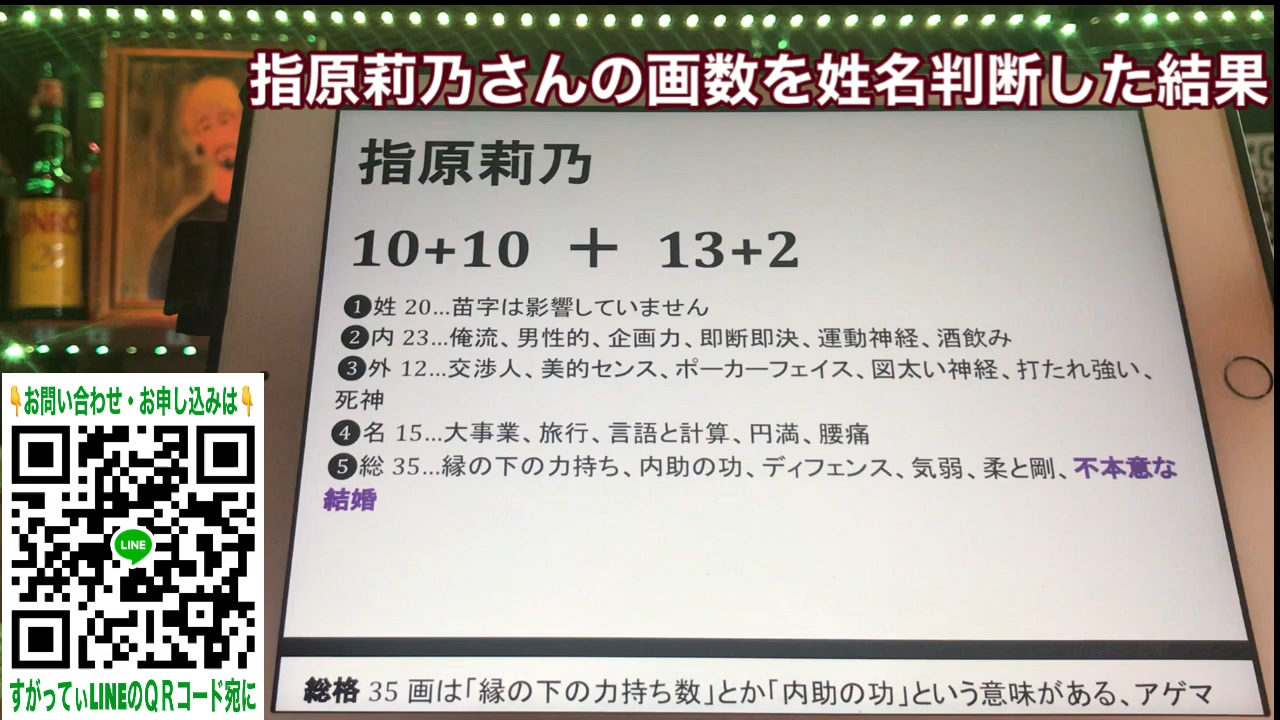 指原莉乃さんの画数を姓名判断した結果
指原莉乃
10+10 ＋ 13+2
❶姓 20…苗字は影響していません
❷内 23…俺流、男性的、企画力、即断即決、運動神経、酒飲み
❸外 12…交渉人、美的センス、ポーカーフェイス、図太い神経、打たれ強い、
死神
❹名 15…大事業、旅行、言語と計算、円満、腰痛
❺総 35…縁の下の力持ち、内助の功、ディフェンス、気弱、柔と剛、不本意な
結婚
総格 35 画は「縁の下の力持ち数」とか「内助の功」という意味がある、アゲマ
👇お問い合わせ・お申し込みは👇
LINE
すがってぃLINEのQRコード宛に